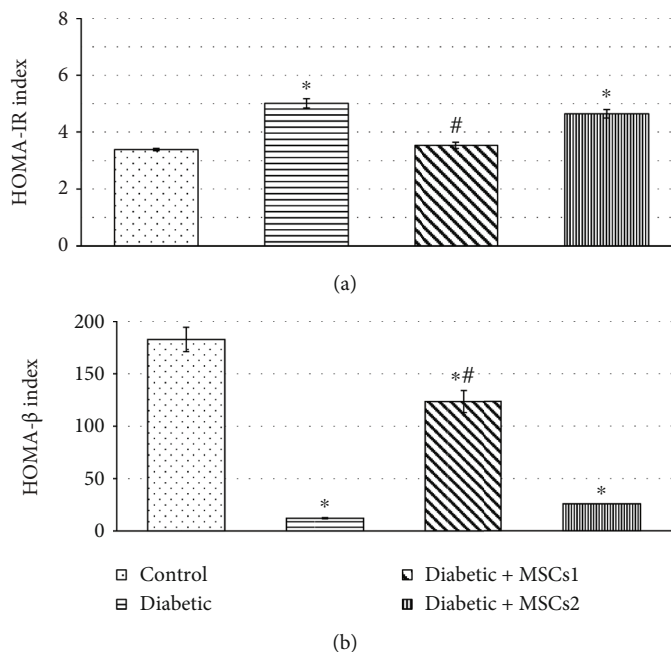 8
6
4
2
0
HOMA-IR index
*
#
*
(a)
200
150
100
50
0
HOMA-β index
*
*#
*
Control
Diabetic
Diabetic + MSCs1
Diabetic + MSCs2
(b)